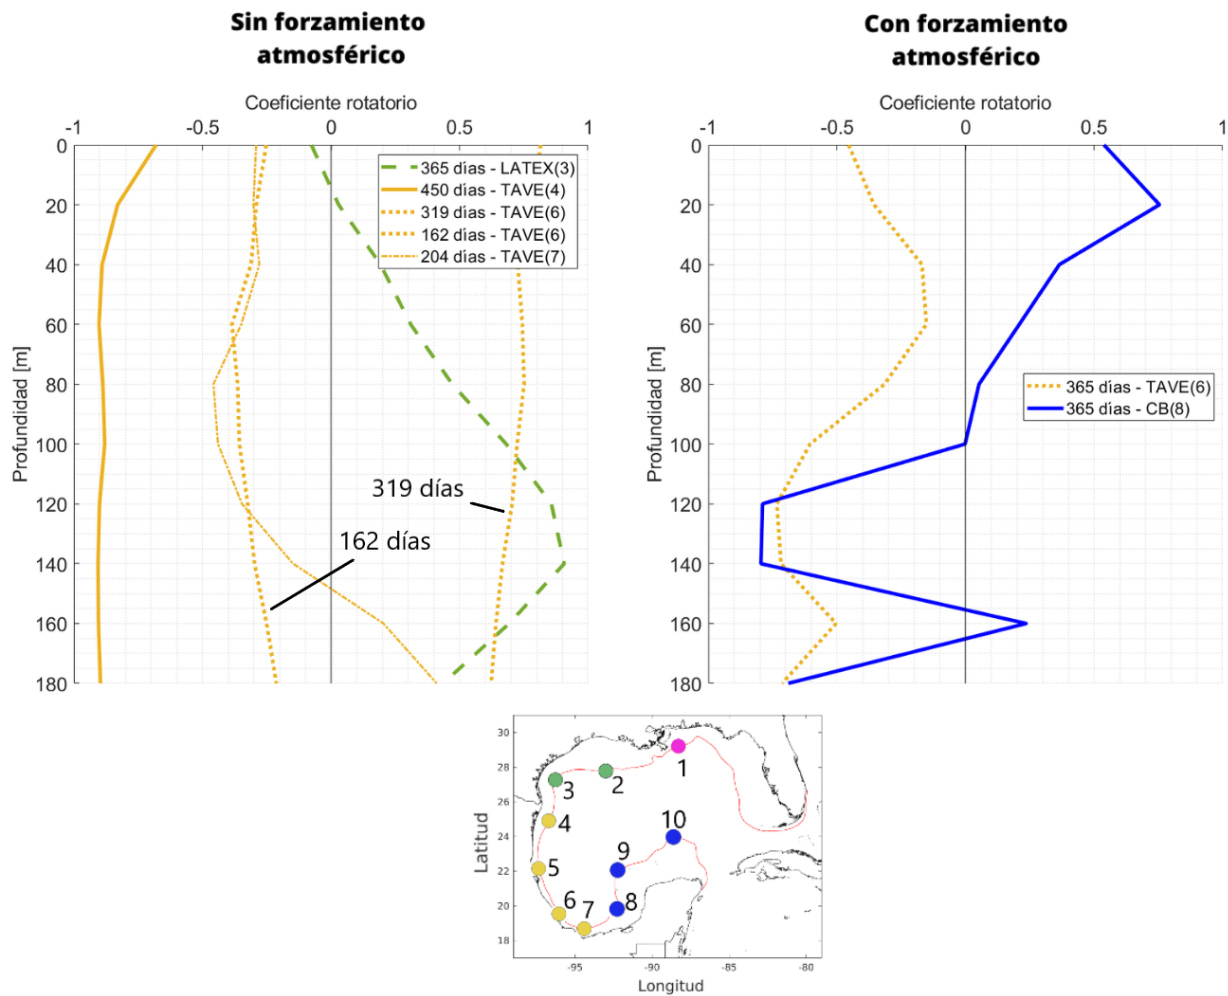 Sin forzamiento
atmosférico
Coeficiente rotatorio
-1 -0.5 0 0.5 1
0
20
40
60
80
100
120
140
160
180
Profundidad [m]
365 días - LATEX(3)
450 días - TAVE(4)
319 días - TAVE(6)
162 días - TAVE(6)
204 días - TAVE(7)
319 días
162 días
Con forzamiento
atmosférico
Coeficiente rotatorio
-1 -0.5 0 0.5 1
0
20
40
60
80
100
120
140
160
180
Profundidad [m]
365 días - TAVE(6)
365 días - CB(8)
30
28
26
24
22
20
18
Latitud
1
2
3
4
10
9
5
6
7
8
-95 -90 -85 -80
Longitud